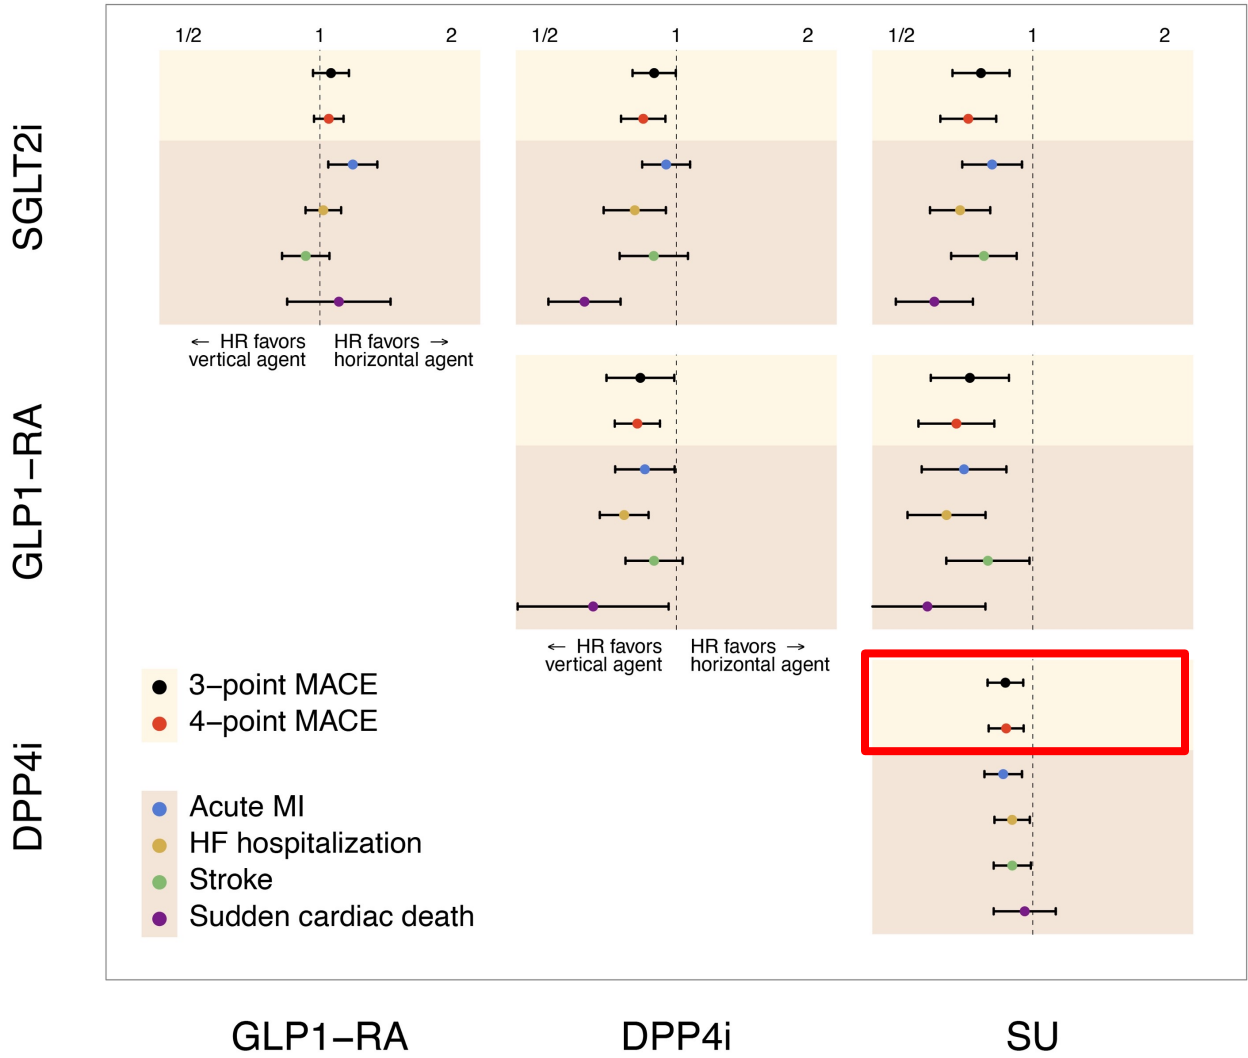 1/2 1 2 1/2 1 2 1/2 1 2
SGLT2i
← HR favors vertical agent
HR favors → horizontal agent
GLP1−RA
← HR favors vertical agent
HR favors → horizontal agent
3−point MACE
4−point MACE
DPP4i
Acute MI
HF hospitalization
Stroke
Sudden cardiac death
GLP1−RA DPP4i SU